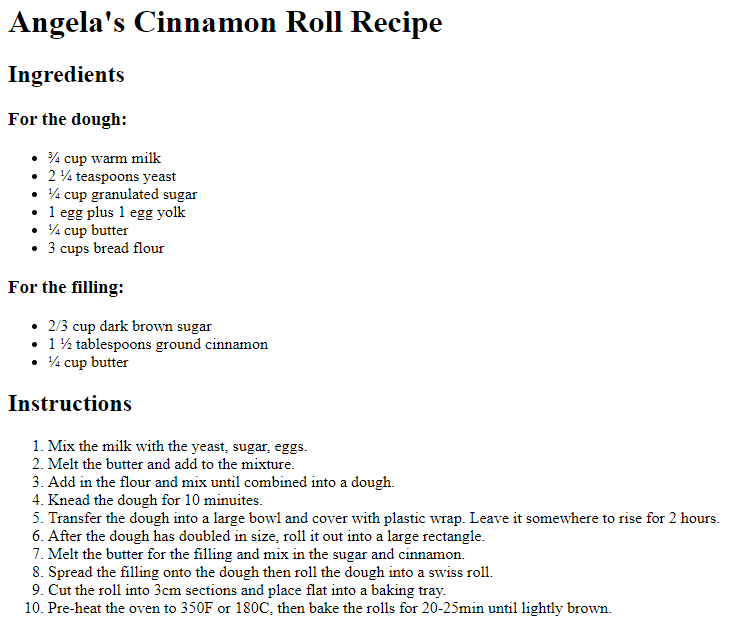 Angela's Cinnamon Roll Recipe
Ingredients
For the dough:
• ¾ cup warm milk
• 2 ¼ teaspoons yeast
• ¼ cup granulated sugar
• 1 egg plus 1 egg yolk
• ¼ cup butter
• 3 cups bread flour
For the filling:
• 2/3 cup dark brown sugar
• 1 ½ tablespoons ground cinnamon
• ¼ cup butter
Instructions
1. Mix the milk with the yeast, sugar, eggs.
2. Melt the butter and add to the mixture.
3. Add in the flour and mix until combined into a dough.
4. Knead the dough for 10 minuites.
5. Transfer the dough into a large bowl and cover with plastic wrap. Leave it somewhere to rise for 2 hours.
6. After the dough has doubled in size, roll it out into a large rectangle.
7. Melt the butter for the filling and mix in the sugar and cinnamon.
8. Spread the filling onto the dough then roll the dough into a swiss roll.
9. Cut the roll into 3cm sections and place flat into a baking tray.
10. Pre-heat the oven to 350F or 180C, then bake the rolls for 20-25min until lightly brown.